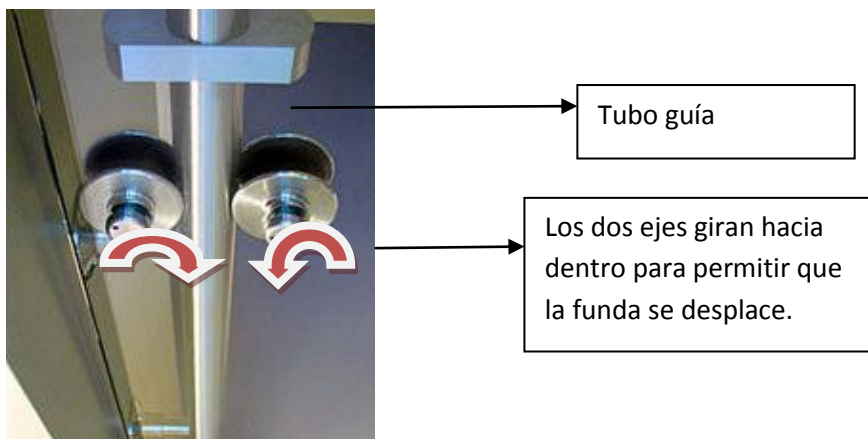 Tubo guía
Los dos ejes giran hacia
dentro para permitir que
la funda se desplace.